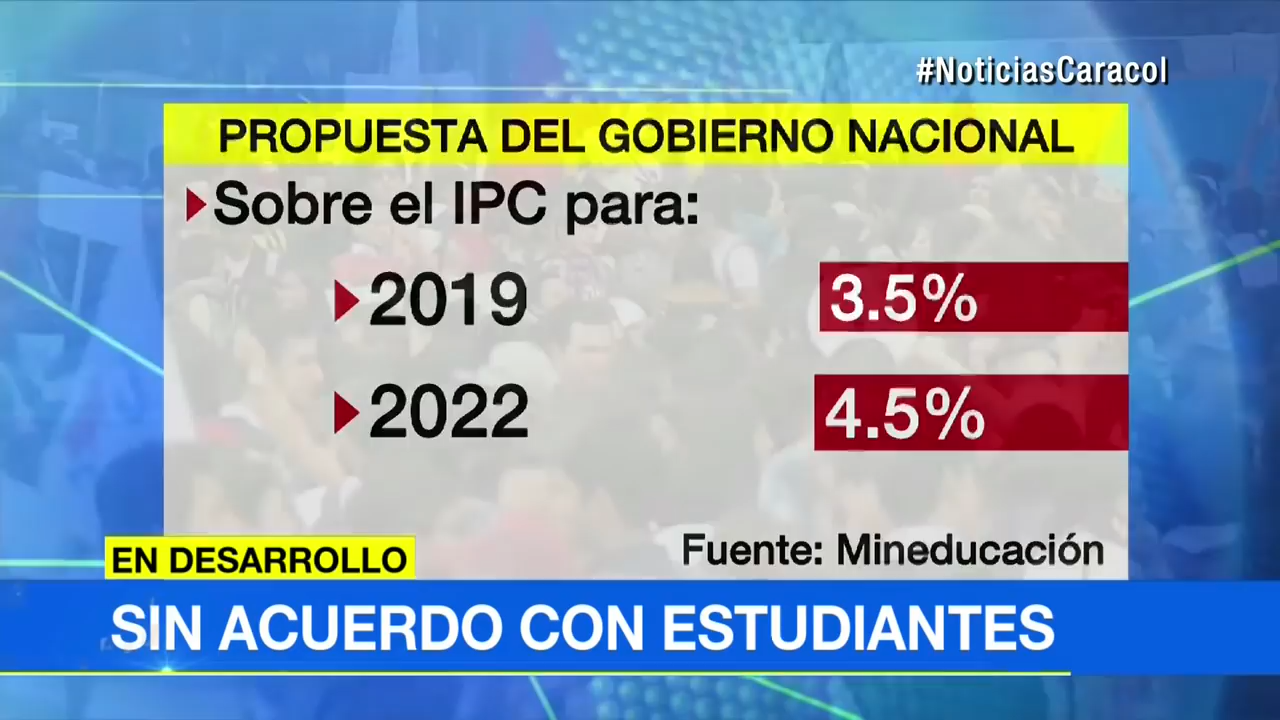 #NoticiasCaracol
PROPUESTA DEL GOBIERNO NACIONAL
Sobre el IPC para:
2019 3.5%
2022 4.5%
Fuente: Mineducación
EN DESARROLLO
SIN ACUERDO CON ESTUDIANTES